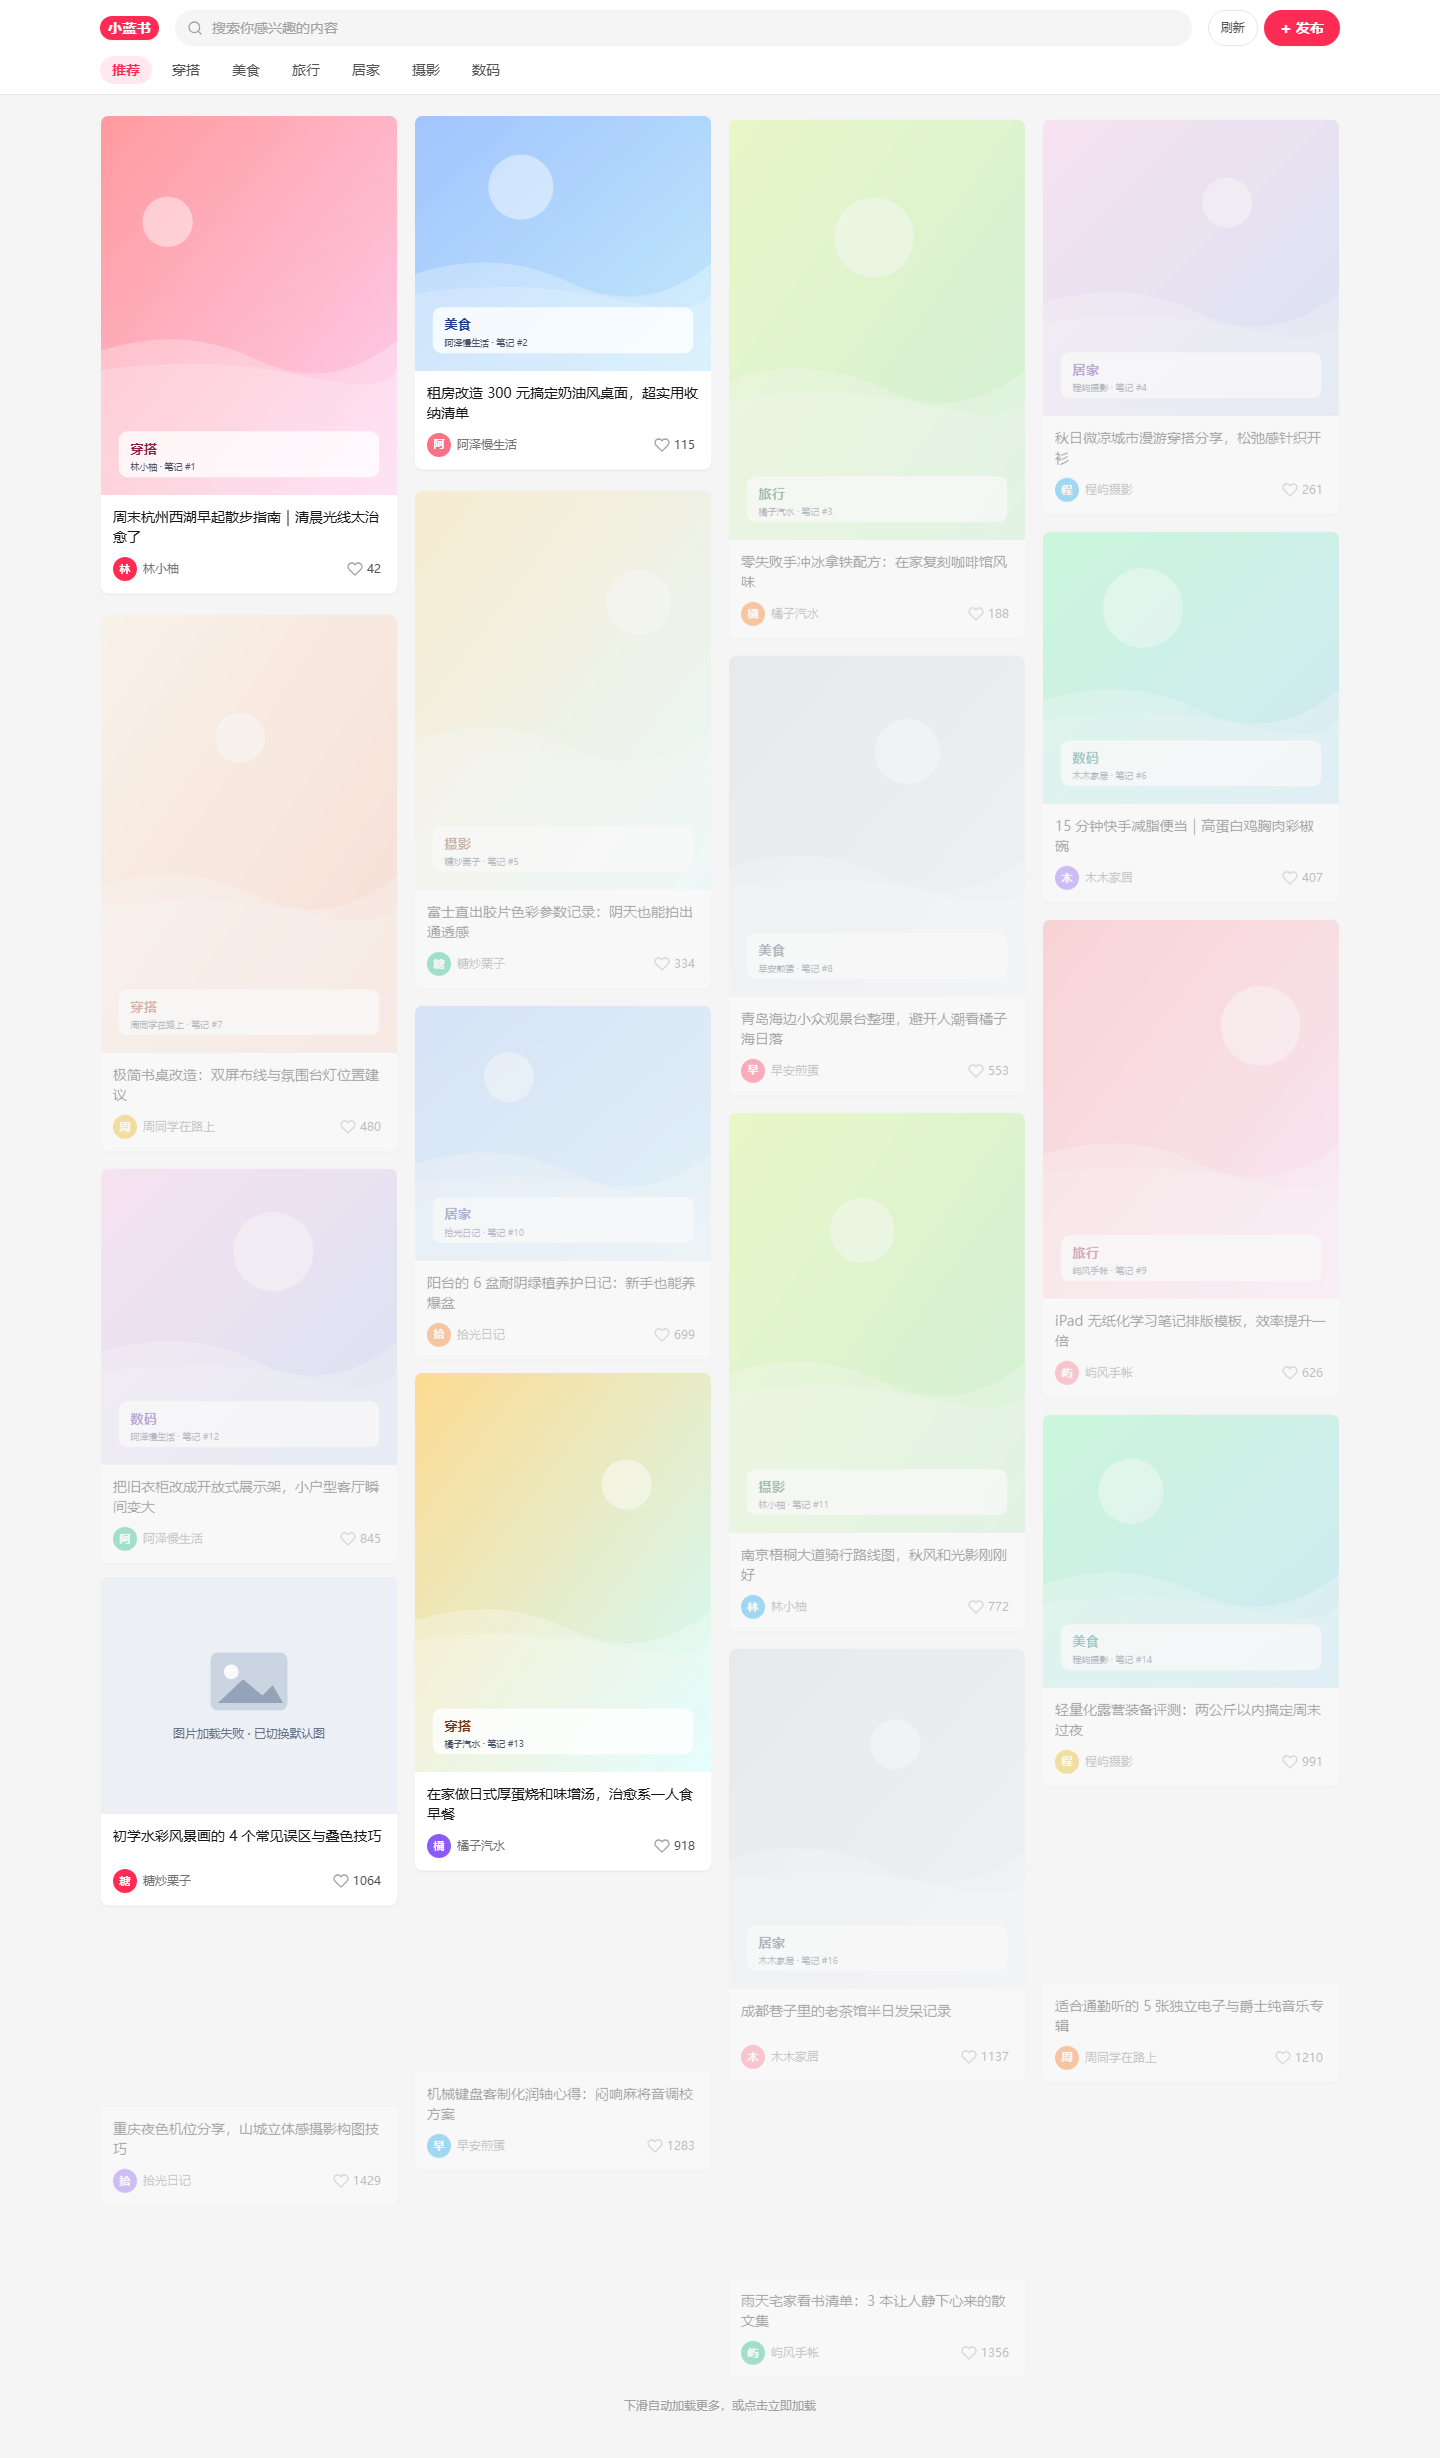 小蓝书
搜索你感兴趣的内容
刷新
+ 发布
推荐 穿搭 美食 旅行 居家 摄影 数码
穿搭
林小柚 · 笔记 #1
周末杭州西湖早起散步指南｜清晨光线太治
愈了
林 林小柚 42
美食
阿泽慢生活 · 笔记 #2
租房改造 300 元搞定奶油风桌面，超实用收
纳清单
阿 阿泽慢生活 115
旅行
橘子汽水 · 笔记 #3
零失败手冲冰拿铁配方：在家复刻咖啡馆风
味
橘 橘子汽水 188
居家
程屿摄影 · 笔记 #4
秋日微凉城市漫游穿搭分享，松弛感针织开
衫
程 程屿摄影 261
摄影
糖炒栗子 · 笔记 #5
富士直出胶片色彩参数记录：阴天也能拍出
通透感
糖 糖炒栗子 334
数码
木木家居 · 笔记 #6
15 分钟快手减脂便当｜高蛋白鸡胸肉彩椒
碗
木 木木家居 407
穿搭
周同学在路上 · 笔记 #7
极简书桌改造：双屏布线与氛围台灯位置建
议
周 周同学在路上 480
美食
早安煎蛋 · 笔记 #8
青岛海边小众观景台整理，避开人潮看橘子
海日落
早 早安煎蛋 553
旅行
屿风手帐 · 笔记 #9
iPad 无纸化学习笔记排版模板，效率提升一
倍
屿 屿风手帐 626
居家
拾光日记 · 笔记 #10
阳台的 6 盆耐阴绿植养护日记：新手也能养
爆盆
拾 拾光日记 699
摄影
林小柚 · 笔记 #11
南京梧桐大道骑行路线图，秋风和光影刚刚
好
林 林小柚 772
数码
阿泽慢生活 · 笔记 #12
把旧衣柜改成开放式展示架，小户型客厅瞬
间变大
阿 阿泽慢生活 845
穿搭
橘子汽水 · 笔记 #13
在家做日式厚蛋烧和味增汤，治愈系一人食
早餐
橘 橘子汽水 918
美食
程屿摄影 · 笔记 #14
轻量化露营装备评测：两公斤以内搞定周末
过夜
程 程屿摄影 991
图片加载失败 · 已切换默认图
初学水彩风景画的 4 个常见误区与叠色技巧
糖 糖炒栗子 1064
居家
木木家居 · 笔记 #16
成都巷子里的老茶馆半日发呆记录
木 木木家居 1137
适合通勤听的 5 张独立电子与爵士纯音乐专
辑
周 周同学在路上 1210
机械键盘客制化润轴心得：闷响麻将音调校
方案
早 早安煎蛋 1283
重庆夜色机位分享，山城立体感摄影构图技
巧
拾 拾光日记 1429
雨天宅家看书清单：3 本让人静下心来的散
文集
屿 屿风手帐 1356
下滑自动加载更多，或点击立即加载